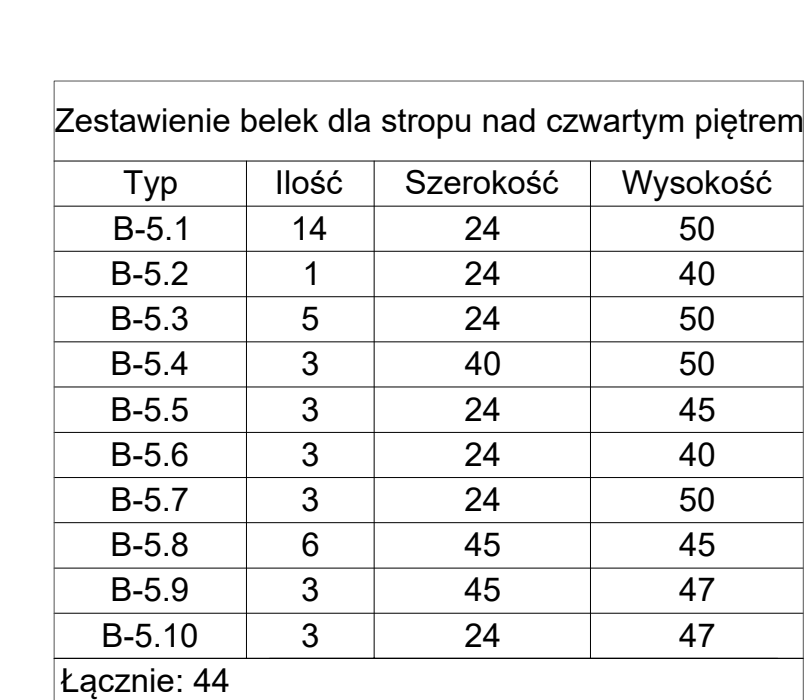 Zestawienie belek dla stropu nad czwartym piętrem
Typ Ilość Szerokość Wysokość
B-5.1 14 24 50
B-5.2 1 24 40
B-5.3 5 24 50
B-5.4 3 40 50
B-5.5 3 24 45
B-5.6 3 24 40
B-5.7 3 24 50
B-5.8 6 45 45
B-5.9 3 45 47
B-5.10 3 24 47
Łącznie: 44